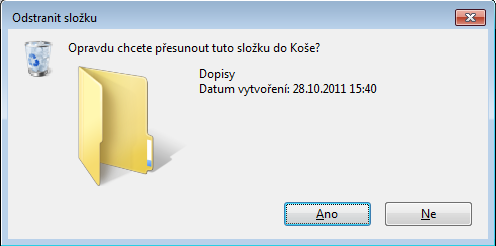 Odstranit složku
Opravdu chcete přesunout tuto složku do Koše?
Dopisy
Datum vytvoření: 28.10.2011 15:40
Ano
Ne